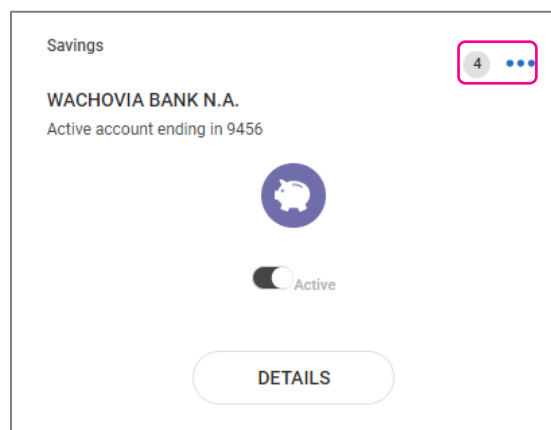 Savings
4
WACHOVIA BANK N.A.
Active account ending in 9456
Active
DETAILS